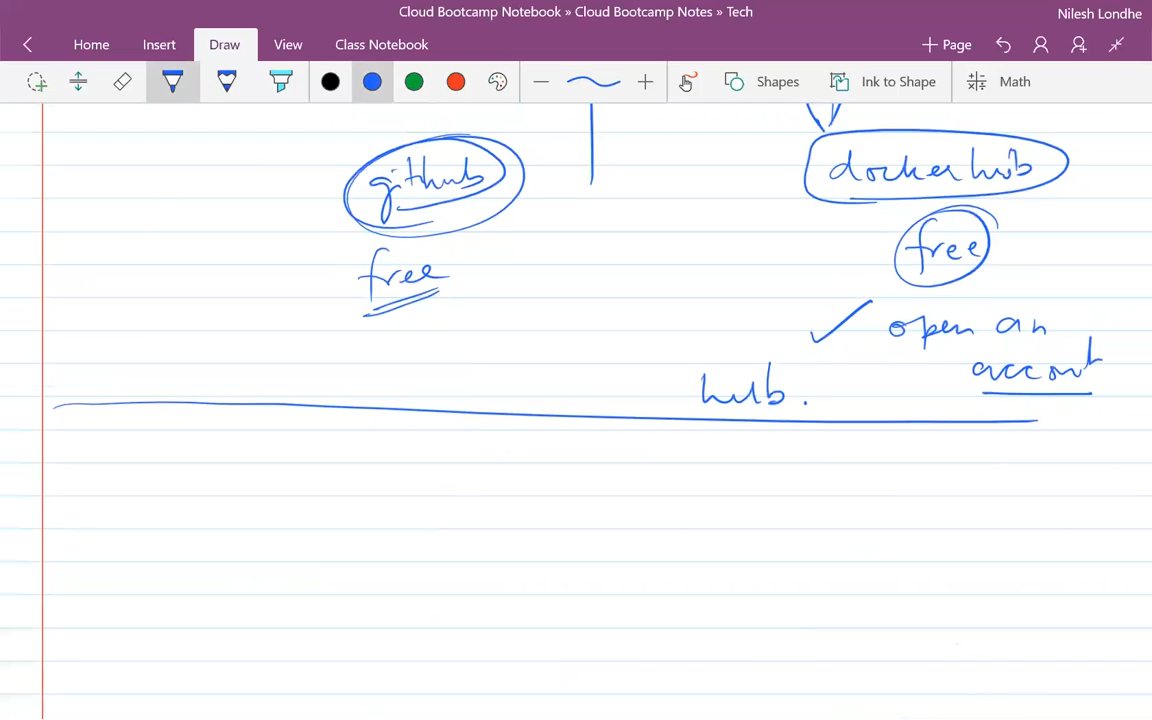 Cloud Bootcamp Notebook » Cloud Bootcamp Notes » Tech
Nilesh Londhe
Home Insert Draw View Class Notebook Page
Shapes Ink to Shape Math
github
dockerhub
free
free
open an
account
hub.